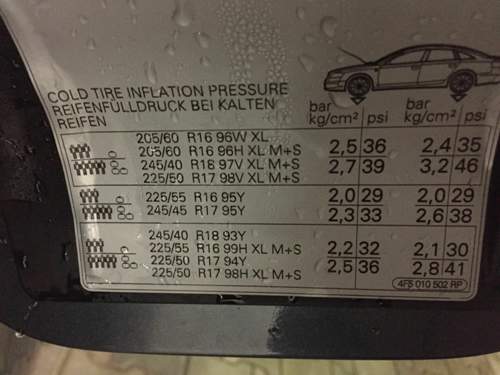 COLD TIRE INFLATION PRESSURE
REIFENFÜLLDRUCK BEI KALTEN
REIFEN
bar kg/cm² psi bar kg/cm² psi
205/60 R16 96W XL
205/60 R16 96H XL M+S 2,5 36 2,4 35
245/40 R18 97V XL M+S 2,7 39 3,2 46
225/50 R17 98V XL M+S
225/55 R16 95Y 2,0 29 2,0 29
245/45 R17 95Y 2,3 33 2,6 38
245/40 R18 93Y
225/55 R16 99H XL M+S 2,2 32 2,1 30
225/50 R17 94Y 2,5 36 2,8 41
225/50 R17 98H XL M+S
4F5 010 502 RP